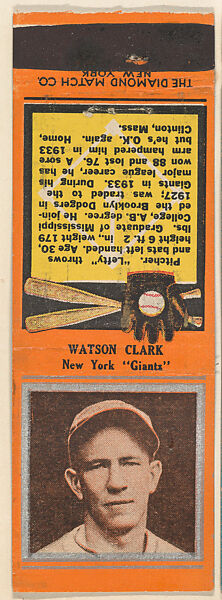 THE DIAMOND MATCH CO.
NEW YORK
Pitcher. "Lefty" throws
and bats left handed. Age 30,
height 6 ft. 2 in., weight 179
lbs. Graduate of Mississippi
College, A.B. degree. He join-
ed the Brooklyn Dodgers
1927; was traded to the
Giants in 1933. During his
major league career, he has
won 88 and lost 76. A sore
arm hampered him in 1933
but he is O.K. again. Home,
Clinton, Mass.
WATSON CLARK
New York "Giantz"